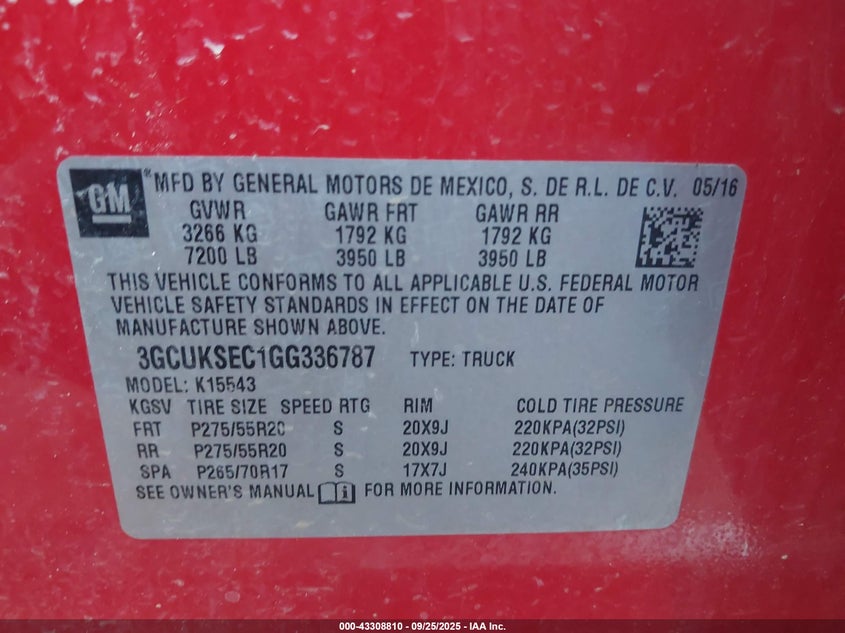 GM ® MFD BY GENERAL MOTORS DE MEXICO, S. DE R.L. DE C.V. 05/16
GVWR GAWR FRT GAWR RR
3266 KG 1792 KG 1792 KG
7200 LB 3950 LB 3950 LB
THIS VEHICLE CONFORMS TO ALL APPLICABLE U.S. FEDERAL MOTOR
VEHICLE SAFETY STANDARDS IN EFFECT ON THE DATE OF
MANUFACTURE SHOWN ABOVE.
3GCUKSEC1GG336787 TYPE: TRUCK
MODEL: K15543
KGSV TIRE SIZE SPEED RTG RIM COLD TIRE PRESSURE
FRT P275/55R20 S 20X9J 220KPA(32PSI)
RR P275/55R20 S 20X9J 220KPA(32PSI)
SPA P265/70R17 S 17X7J 240KPA(35PSI)
SEE OWNER'S MANUAL i FOR MORE INFORMATION.
000-43308810 - 09/25/2025 - IAA Inc.